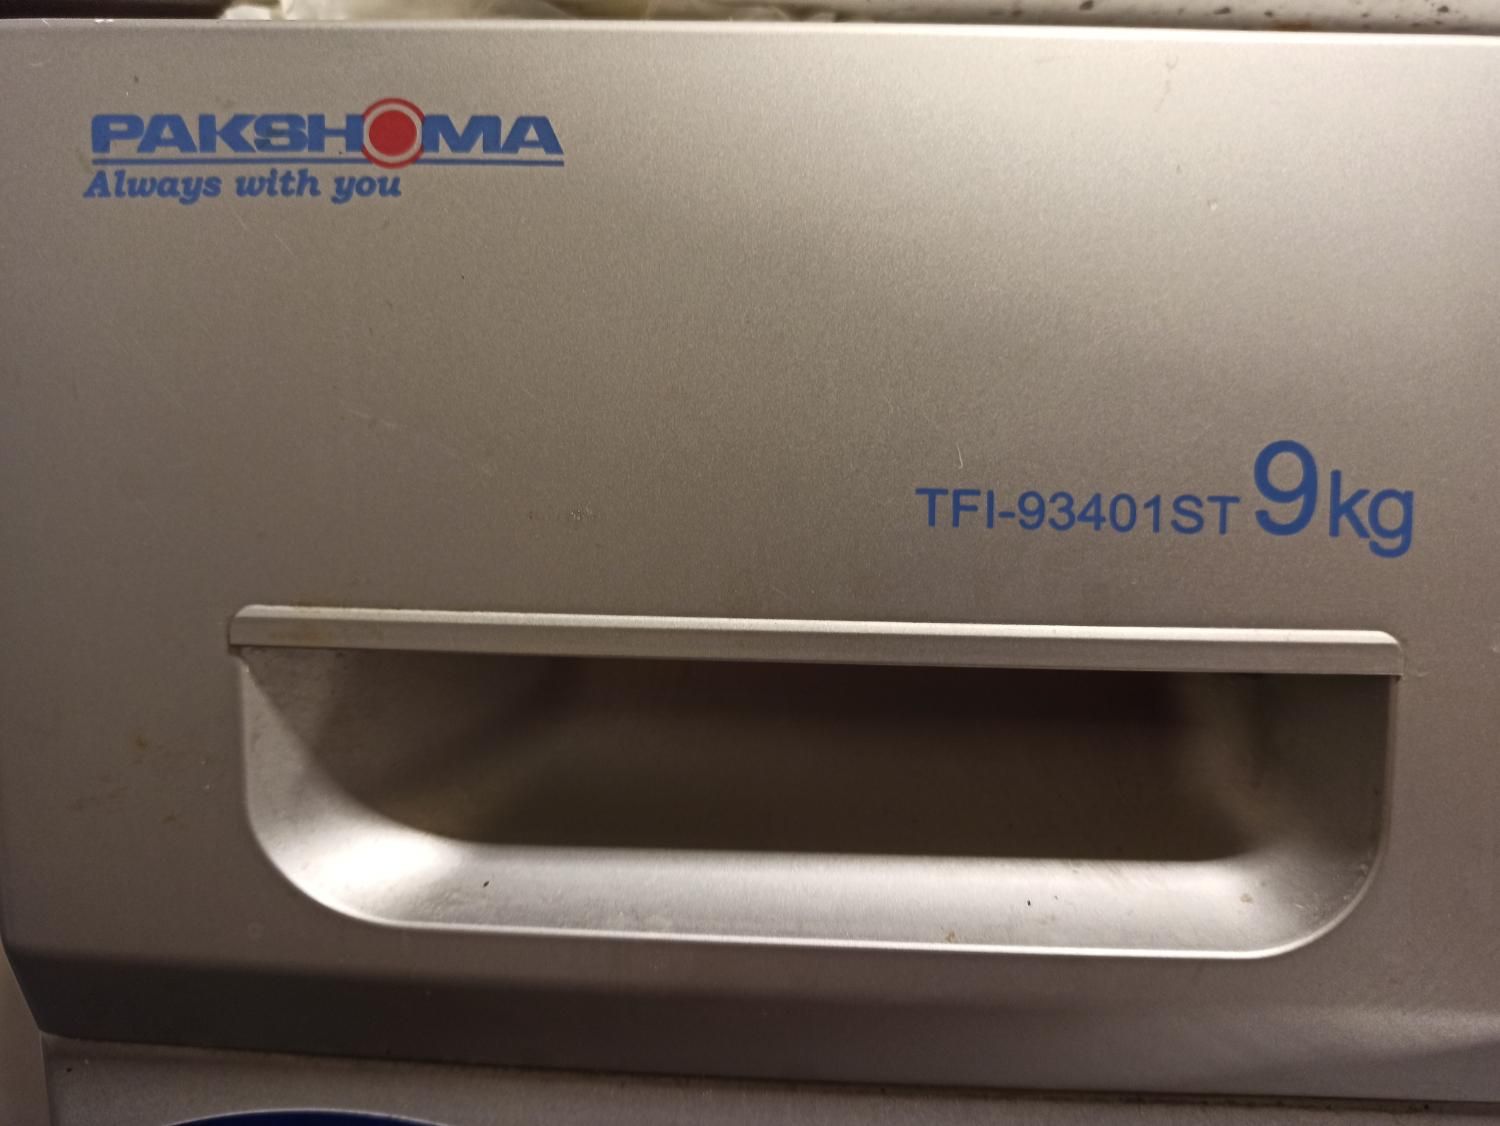 PAKSHOMA
Always with you
TFI-93401ST 9kg